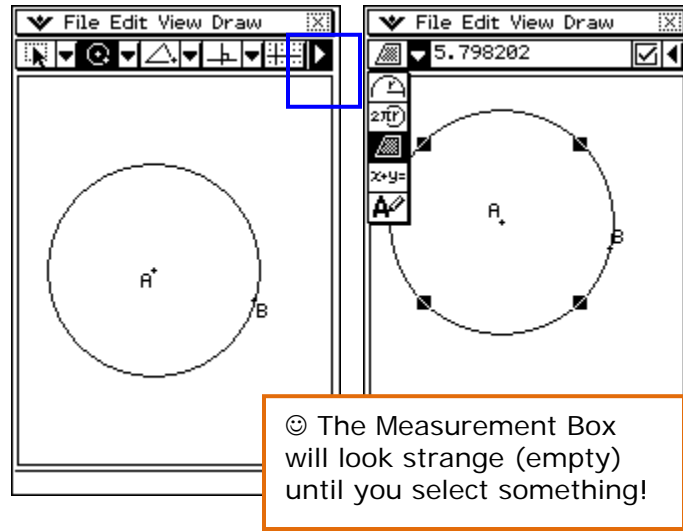 File Edit View Draw
A
B
File Edit View Draw
5.798202
r
2πr
x+y=
A
A
B
☺ The Measurement Box
will look strange (empty)
until you select something!